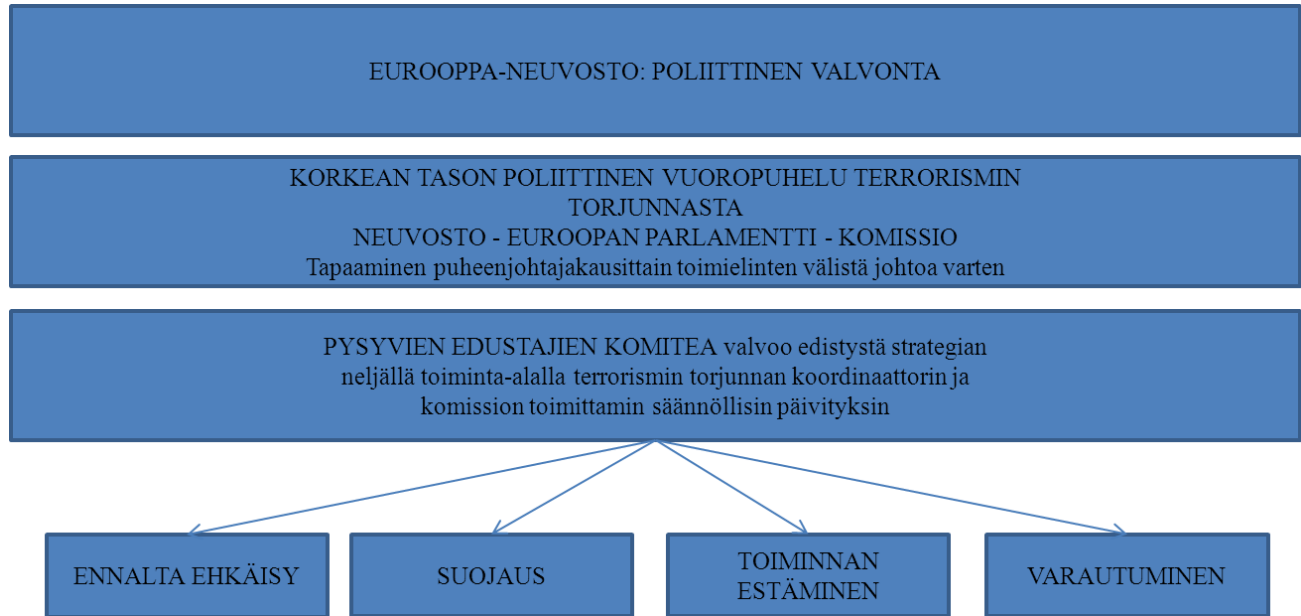 EUROOPPA-NEUVOSTO: POLIITTINEN VALVONTA
KORKEAN TASON POLIITTINEN VUOROPUHELU TERRORISMIN
TORJUNNASTA
NEUVOSTO - EUROOPAN PARLAMENTTI - KOMISSIO
Tapaaminen puheenjohtajakausittain toimielinten välistä johtoa varten
PYSYVIEN EDUSTAJIEN KOMITEA valvoo edistystä strategian
neljällä toiminta-alalla terrorismin torjunnan koordinaattorin ja
komission toimittamin säännöllisin päivityksin
ENNALTA EHKÄISY
SUOJAUS
TOIMINNAN
ESTÄMINEN
VARAUTUMINEN